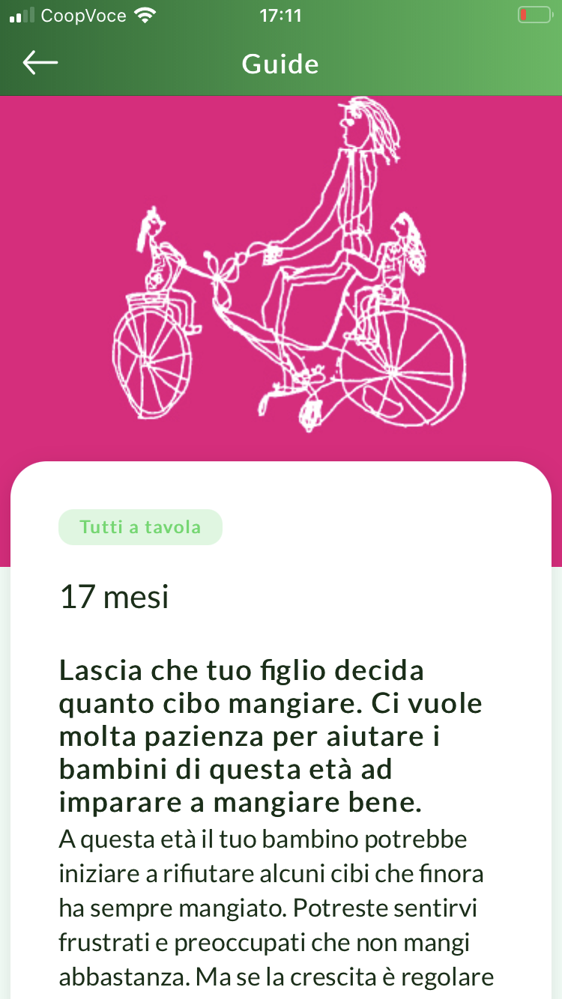 CoopVoce 17:11
Guide
Tutti a tavola
17 mesi
Lascia che tuo figlio decida
quanto cibo mangiare. Ci vuole
molta pazienza per aiutare i
bambini di questa età ad
imparare a mangiare bene.
A questa età il tuo bambino potrebbe
iniziare a rifiutare alcuni cibi che finora
ha sempre mangiato. Potreste sentirvi
frustrati e preoccupati che non mangi
abbastanza. Ma se la crescita è regolare